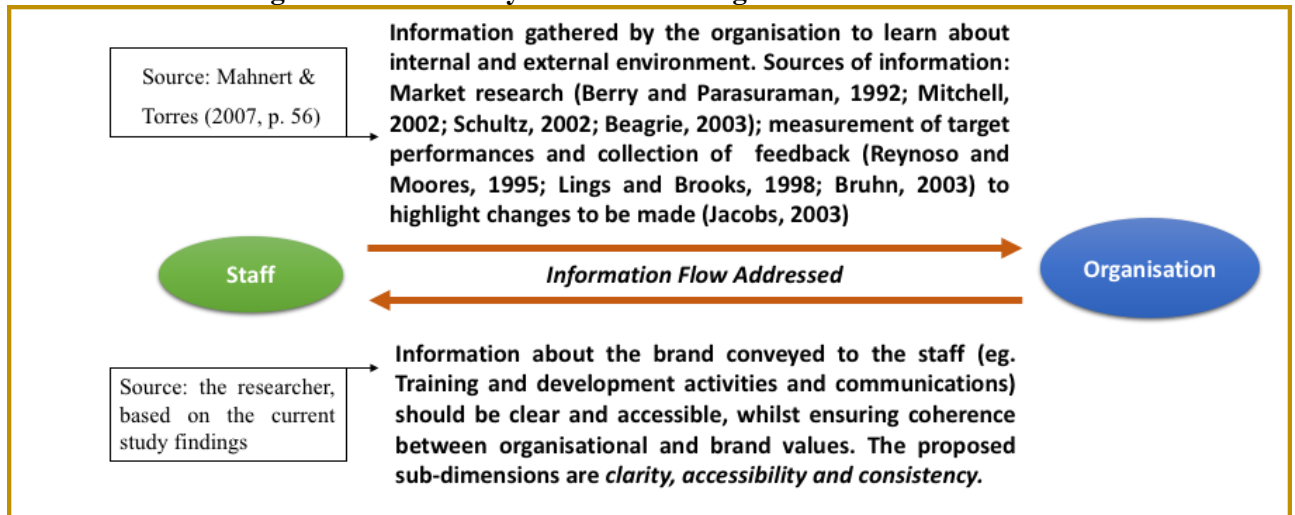 Information gathered by the organisation to learn about
internal and external environment. Sources of information:
Market research (Berry and Parasuraman, 1992; Mitchell,
2002; Schultz, 2002; Beagrie, 2003); measurement of target
performances and collection of feedback (Reynoso and
Moores, 1995; Lings and Brooks, 1998; Bruhn, 2003) to
highlight changes to be made (Jacobs, 2003)
Source: Mahnert &
Torres (2007, p. 56)
Staff
Information Flow Addressed
Organisation
Information about the brand conveyed to the staff (eg.
Training and development activities and communications)
should be clear and accessible, whilst ensuring coherence
between organisational and brand values. The proposed
sub-dimensions are clarity, accessibility and consistency.
Source: the researcher,
based on the current
study findings